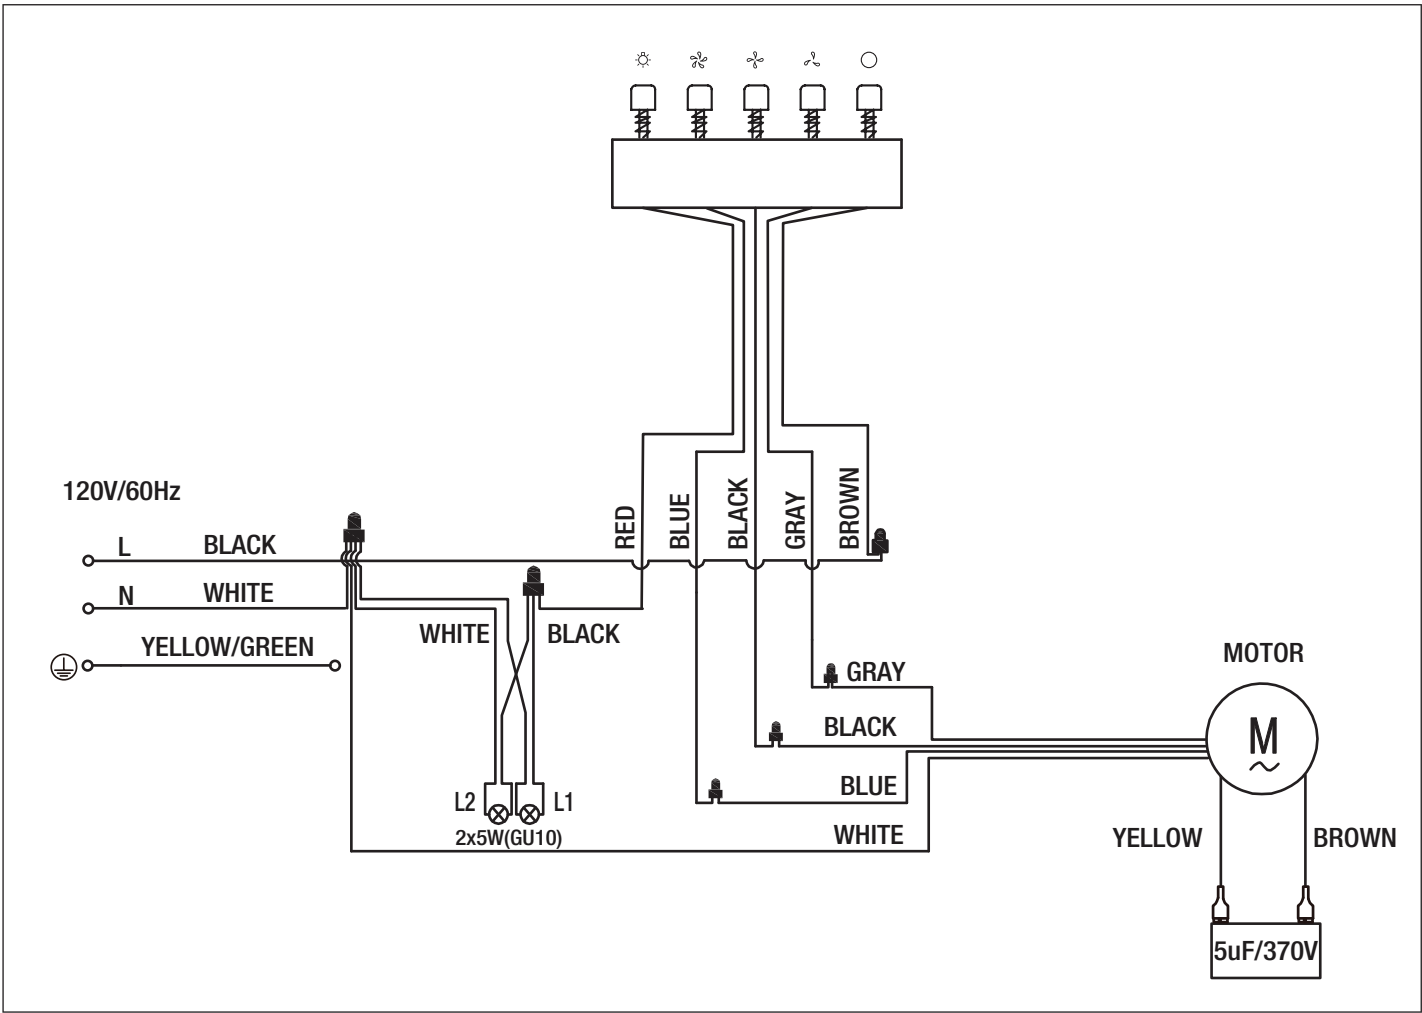 120V/60Hz
L
BLACK
N
WHITE
YELLOW/GREEN
RED
BLUE
BLACK
GRAY
BROWN
WHITE
BLACK
L2
L1
2x5W(GU10)
GRAY
BLACK
BLUE
WHITE
MOTOR
M
YELLOW
BROWN
5uF/370V